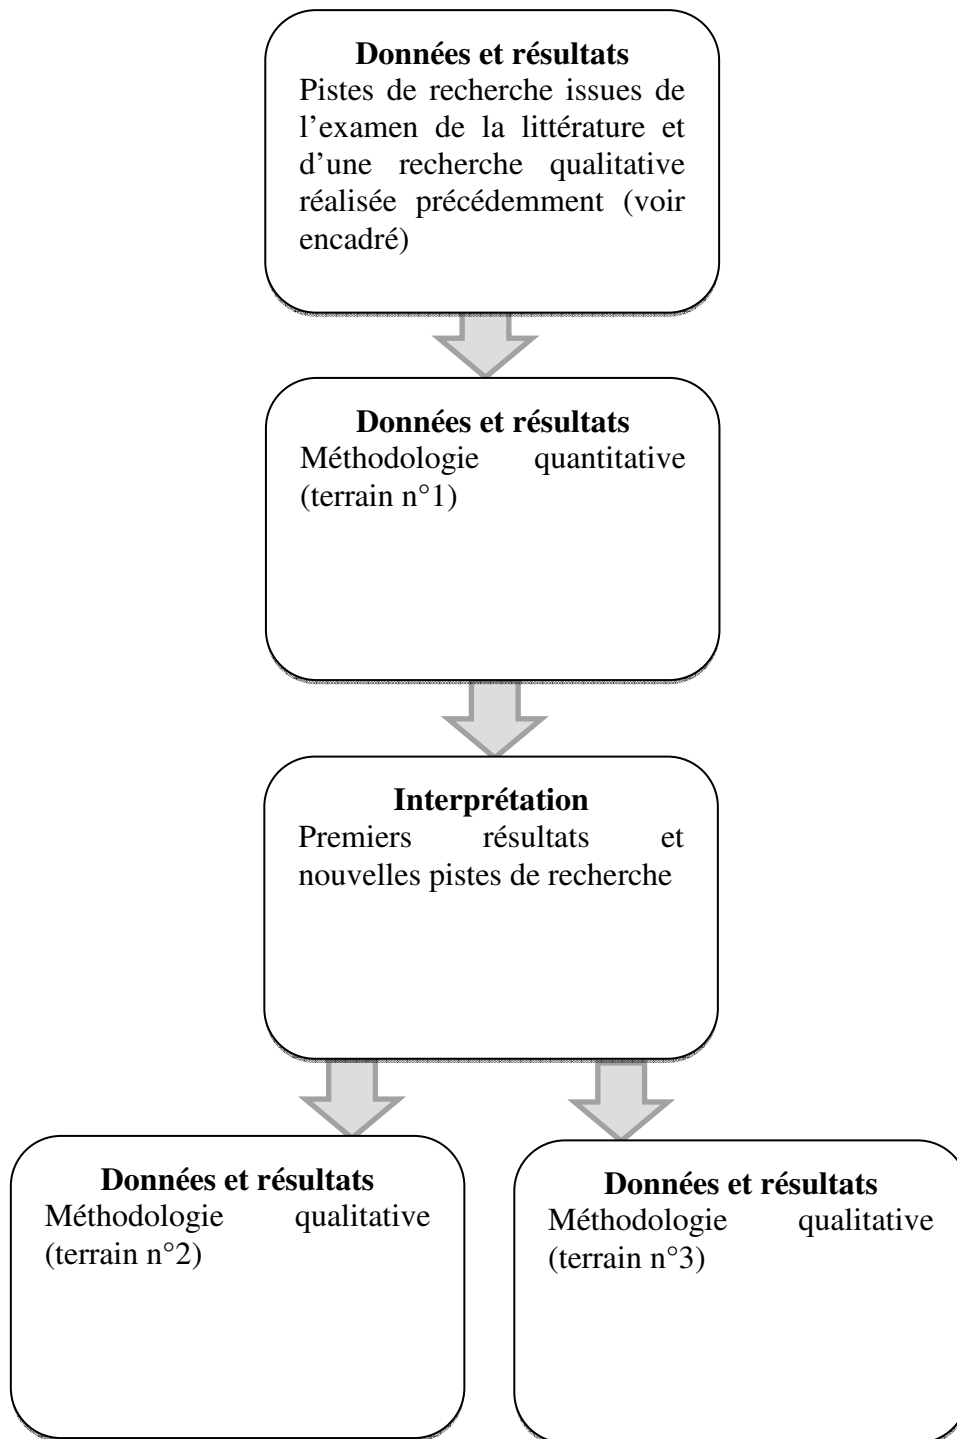 Données et résultats
Pistes de recherche issues de
l’examen de la littérature et
d’une recherche qualitative
réalisée précédemment (voir
encadré)
Données et résultats
Méthodologie quantitative
(terrain n°1)
Interprétation
Premiers résultats et
nouvelles pistes de recherche
Données et résultats
Méthodologie qualitative
(terrain n°2)
Données et résultats
Méthodologie qualitative
(terrain n°3)